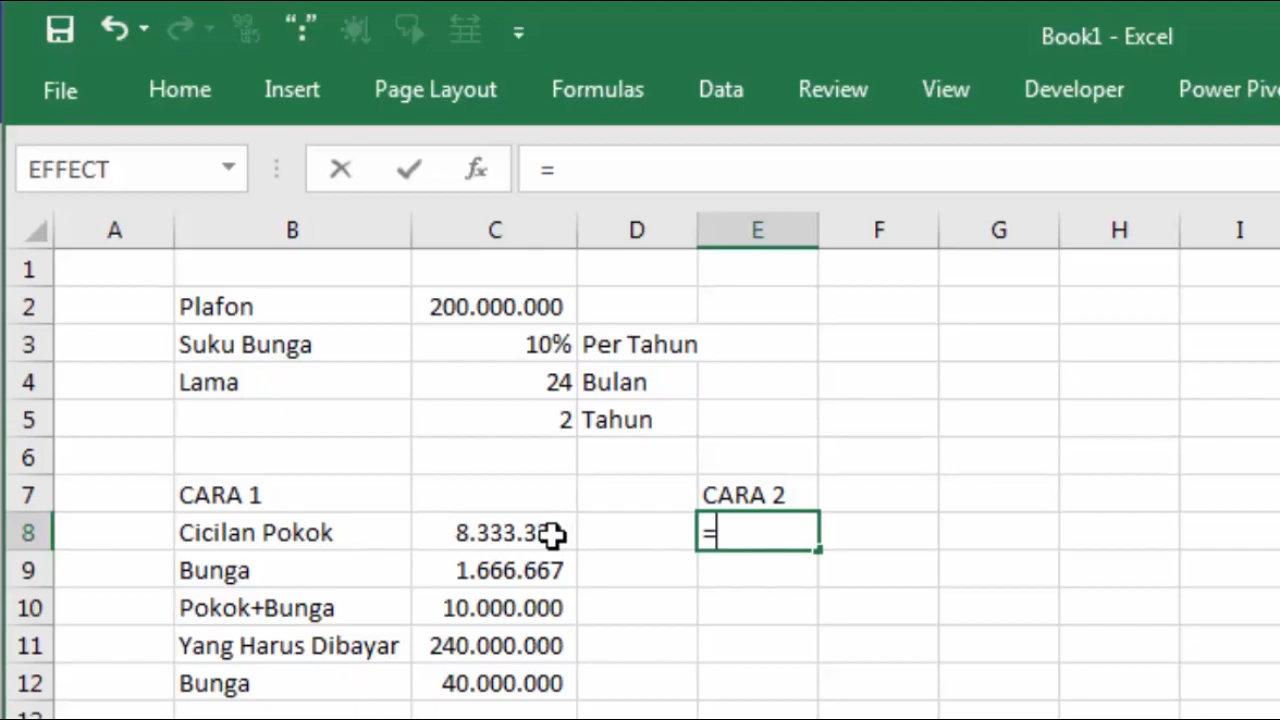 Book1 - Excel
File Home Insert Page Layout Formulas Data Review View Developer Power
EFFECT fx =
A B C D E F G H I
1
2 Plafon 200.000.000
3 Suku Bunga 10% Per Tahun
4 Lama 24 Bulan
5 2 Tahun
6
7 CARA 1 CARA 2
8 Cicilan Pokok =
9 Bunga 1.666.667
10 Pokok+Bunga 10.000.000
11 Yang Harus Dibayar 240.000.000
12 Bunga 40.000.000